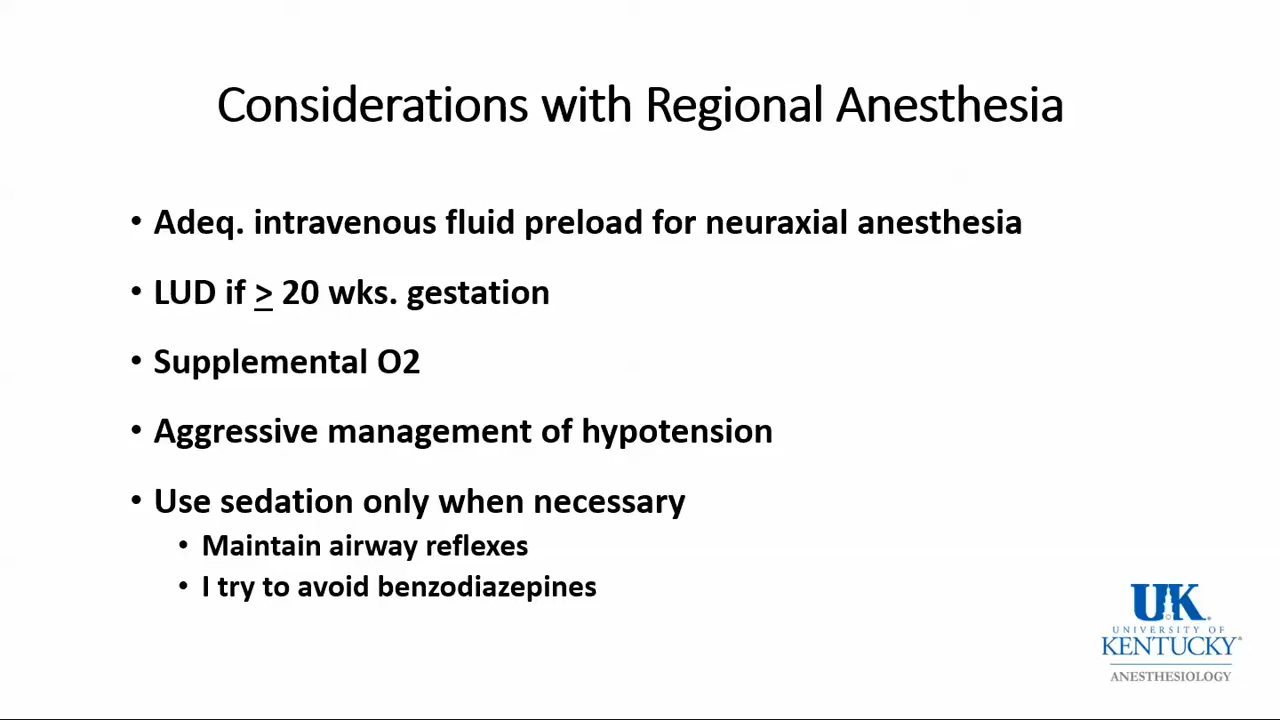 Considerations with Regional Anesthesia
• Adeq. intravenous fluid preload for neuraxial anesthesia
• LUD if ≥ 20 wks. gestation
• Supplemental O2
• Aggressive management of hypotension
• Use sedation only when necessary
• Maintain airway reflexes
• I try to avoid benzodiazepines
UK
UNIVERSITY OF
KENTUCKY®
ANESTHESIOLOGY